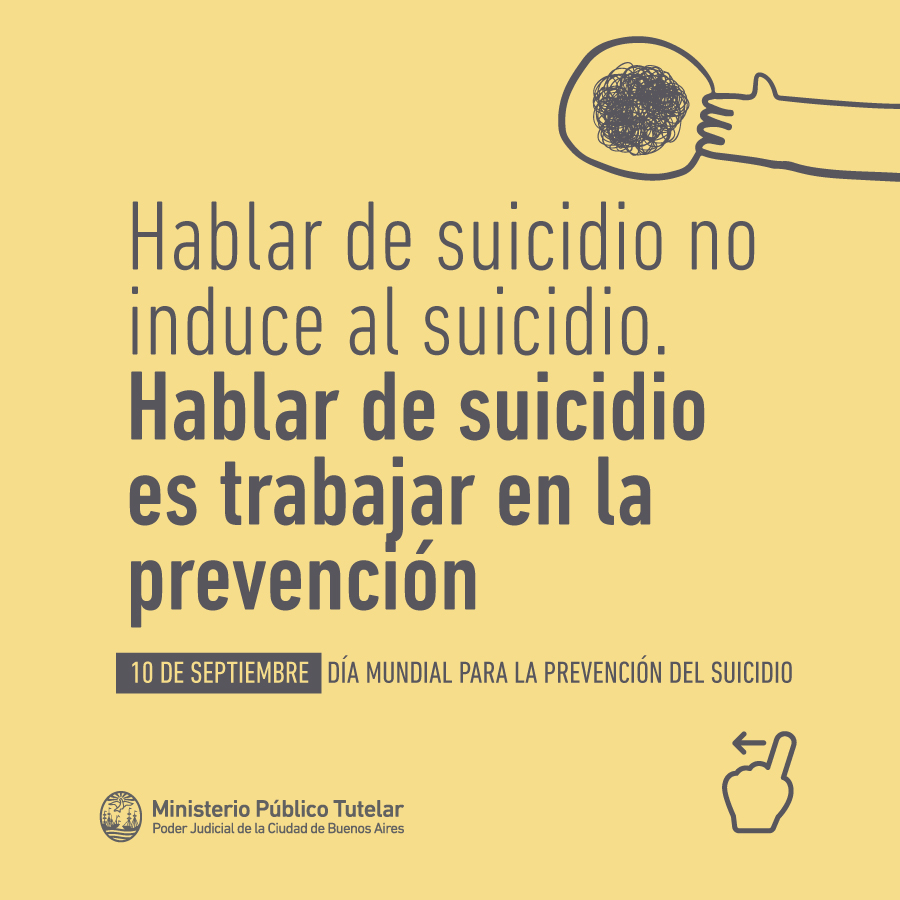 Hablar de suicidio no
induce al suicidio.
Hablar de suicidio
es trabajar en la
prevención
10 DE SEPTIEMBRE DÍA MUNDIAL PARA LA PREVENCIÓN DEL SUICIDIO
Ministerio Público Tutelar
Poder Judicial de la Ciudad de Buenos Aires